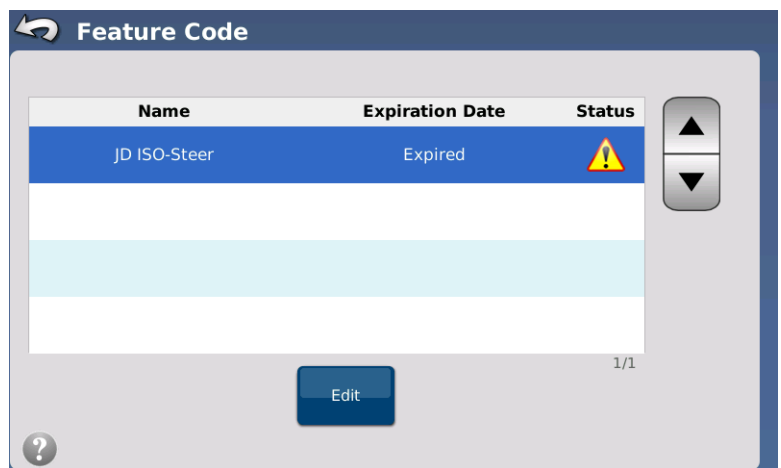 Feature Code
Name Expiration Date Status
JD ISO-Steer Expired
1/1
Edit
?